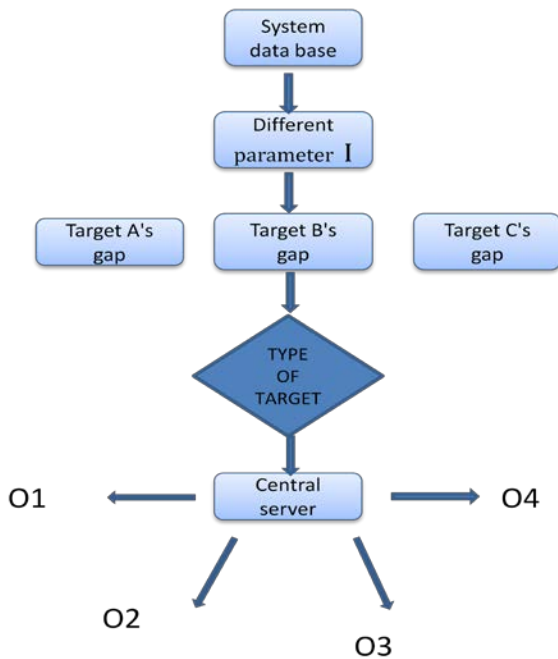 System
data base
Different
parameter I
Target A's
gap
Target B's
gap
Target C's
gap
TYPE
OF
TARGET
Central
server
O1
O4
O2
O3